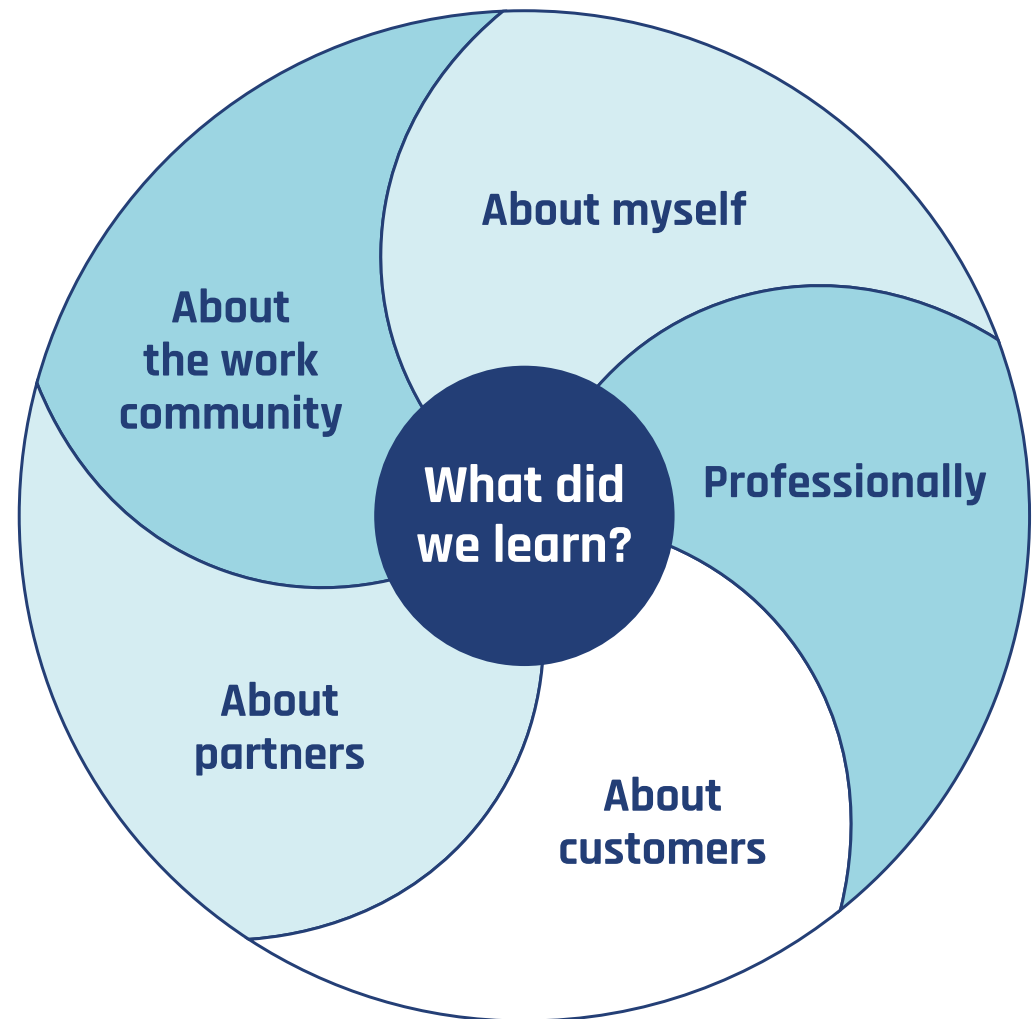 What did
we learn?
About myself
Professionally
About
customers
About
partners
About
the work
community